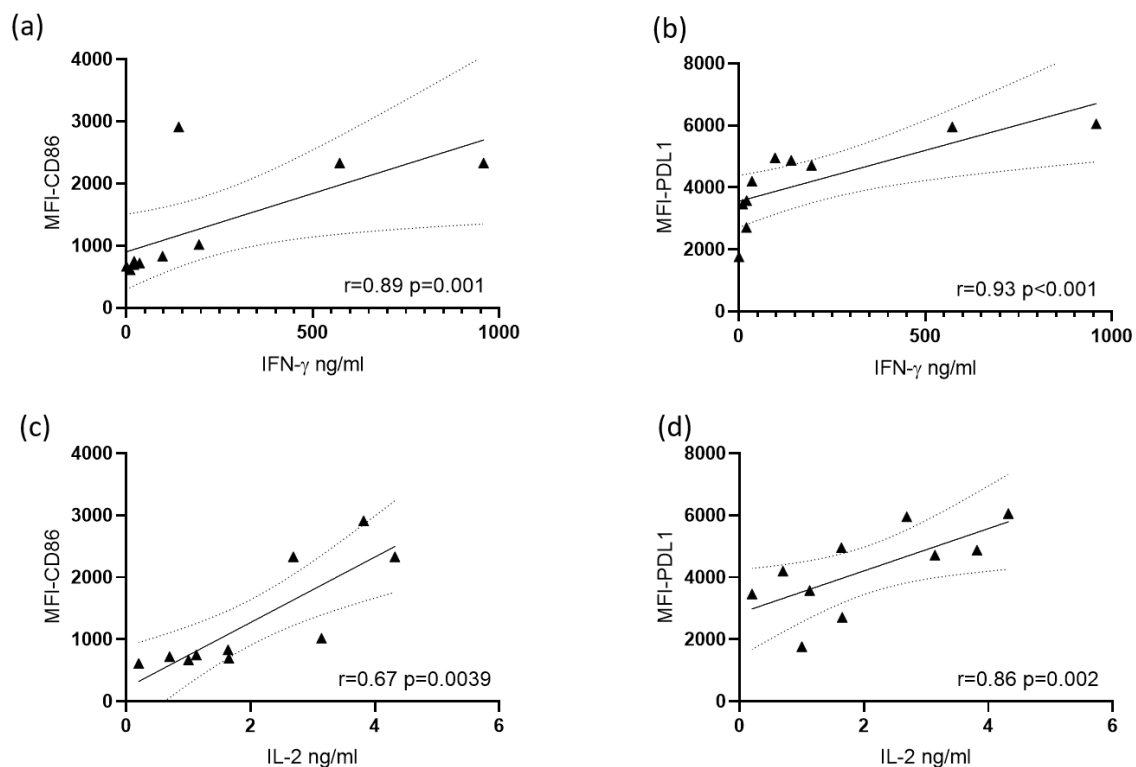 (a)
4000
3000
2000
1000
0
MFI-CD86
r=0.89 p=0.001
0
500
1000
IFN-γ ng/ml
(b)
8000
6000
4000
2000
0
MFI-PDL1
r=0.93 p<0.001
0
500
1000
IFN-γ ng/ml
(c)
4000
3000
2000
1000
0
MFI-CD86
r=0.67 p=0.0039
0
2
4
6
IL-2 ng/ml
(d)
8000
6000
4000
2000
0
MFI-PDL1
r=0.86 p=0.002
0
2
4
6
IL-2 ng/ml